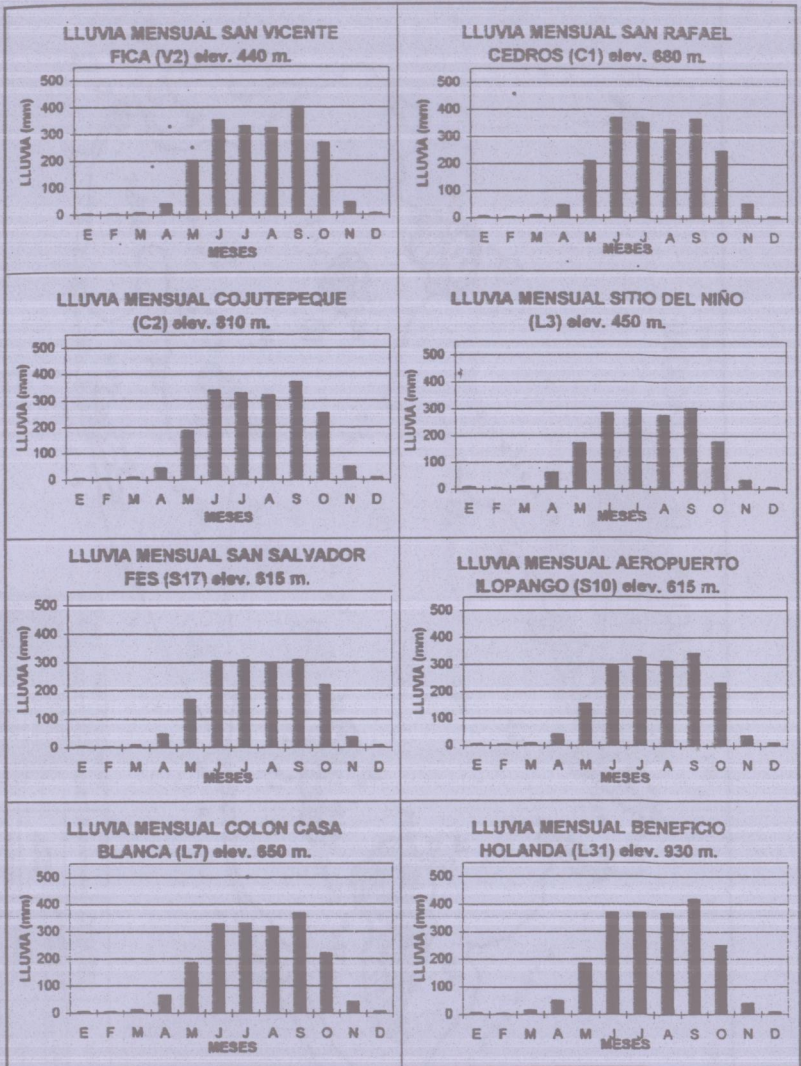 LLUVIA MENSUAL SAN VICENTE
FICA (V2) elev. 440 m.
LLUVIA (mm)
500
400
300
200
100
0
E F M A M J J A S O N D
MESES
LLUVIA MENSUAL SAN RAFAEL
CEDROS (C1) elev. 680 m.
LLUVIA (mm)
500
400
300
200
100
0
E F M A M J J A S O N D
MESES
LLUVIA MENSUAL COJUTEPEQUE
(C2) elev. 810 m.
LLUVIA (mm)
500
400
300
200
100
0
E F M A M J J A S O N D
MESES
LLUVIA MENSUAL SITIO DEL NIÑO
(L3) elev. 450 m.
LLUVIA (mm)
500
400
300
200
100
0
E F M A M J J A S O N D
MESES
LLUVIA MENSUAL SAN SALVADOR
FES (S17) elev. 815 m.
LLUVIA (mm)
500
400
300
200
100
0
E F M A M J J A S O N D
MESES
LLUVIA MENSUAL AEROPUERTO
ILOPANGO (S10) elev. 615 m.
LLUVIA (mm)
500
400
300
200
100
0
E F M A M J J A S O N D
MESES
LLUVIA MENSUAL COLON CASA
BLANCA (L7) elev. 650 m.
LLUVIA (mm)
500
400
300
200
100
0
E F M A M J J A S O N D
MESES
LLUVIA MENSUAL BENEFICIO
HOLANDA (L31) elev. 930 m.
LLUVIA (mm)
500
400
300
200
100
0
E F M A M J J A S O N D
MESES